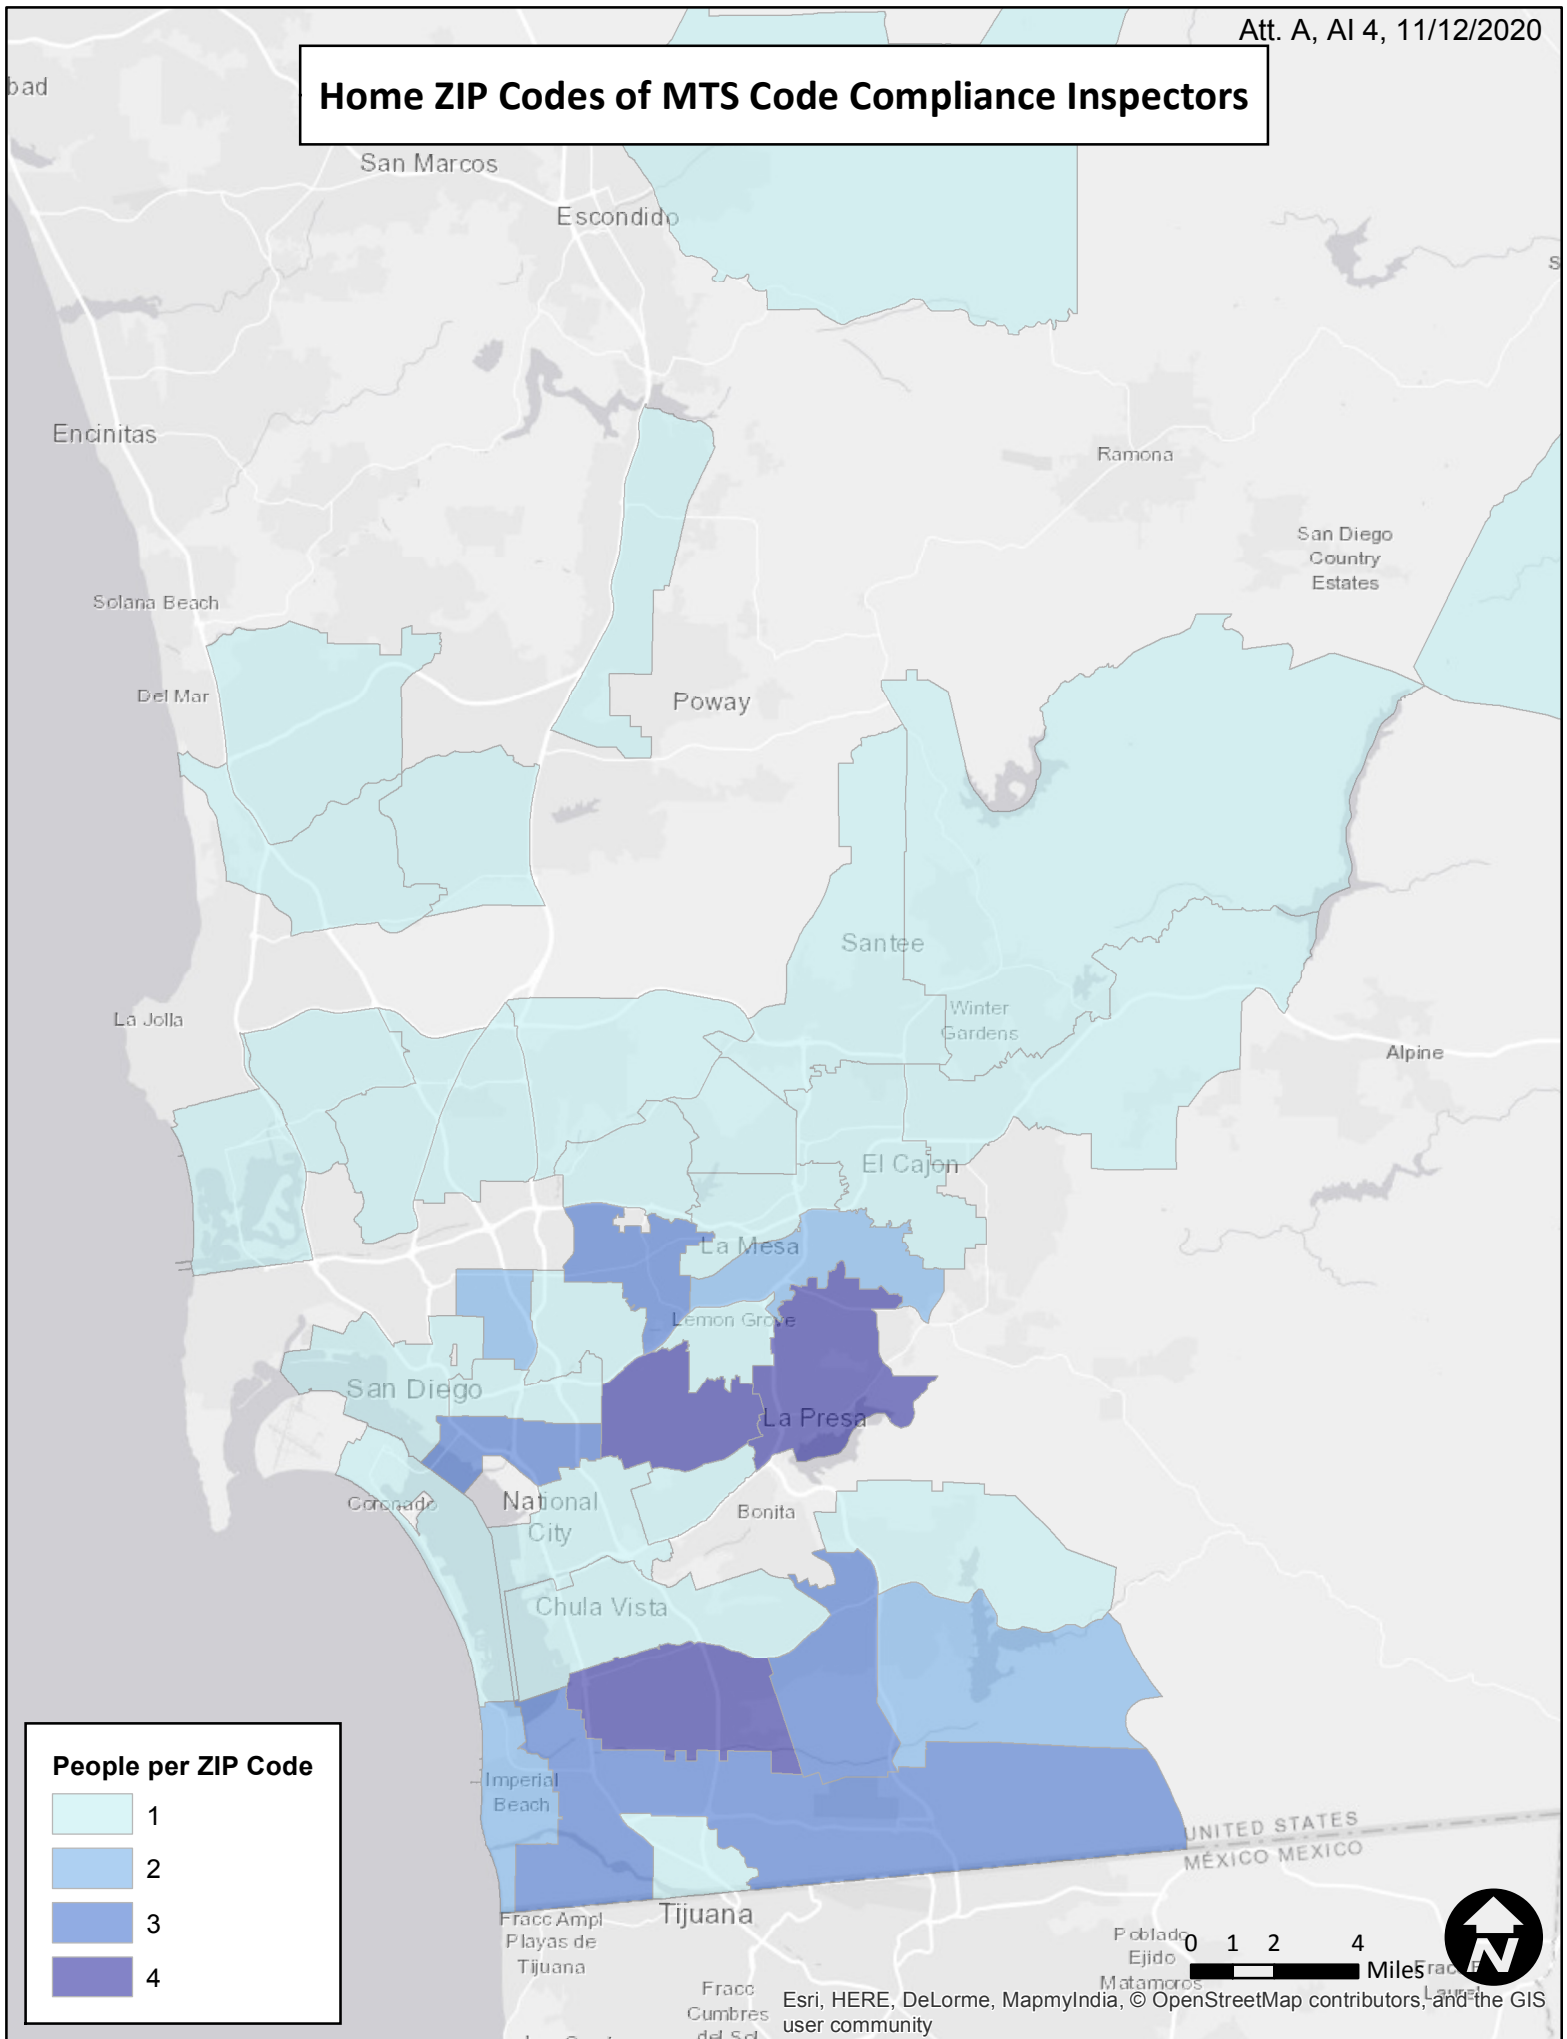 Att. A, AI 4, 11/12/2020
Home ZIP Codes of MTS Code Compliance Inspectors
bad
San Marcos
Escondido
S
Encinitas
Ramona
San Diego
Country
Estates
Solana Beach
Del Mar
Poway
Santee
Winter
Gardens
La Jolla
Alpine
El Cajon
La Mesa
Lemon Grove
San Diego
La Presa
Coronado
National
City
Bonita
Chula Vista
Imperial
Beach
People per ZIP Code
1
2
3
4
UNITED STATES
MÉXICO MEXICO
Tijuana
Fracc Ampl
Playas de
Tijuana
Fracc
Cumbres
del Sol
Poblado
Ejido
Matamoros
0 1 2 4
Miles
N
Esri, HERE, DeLorme, MapmyIndia, © OpenStreetMap contributors, and the GIS
user community